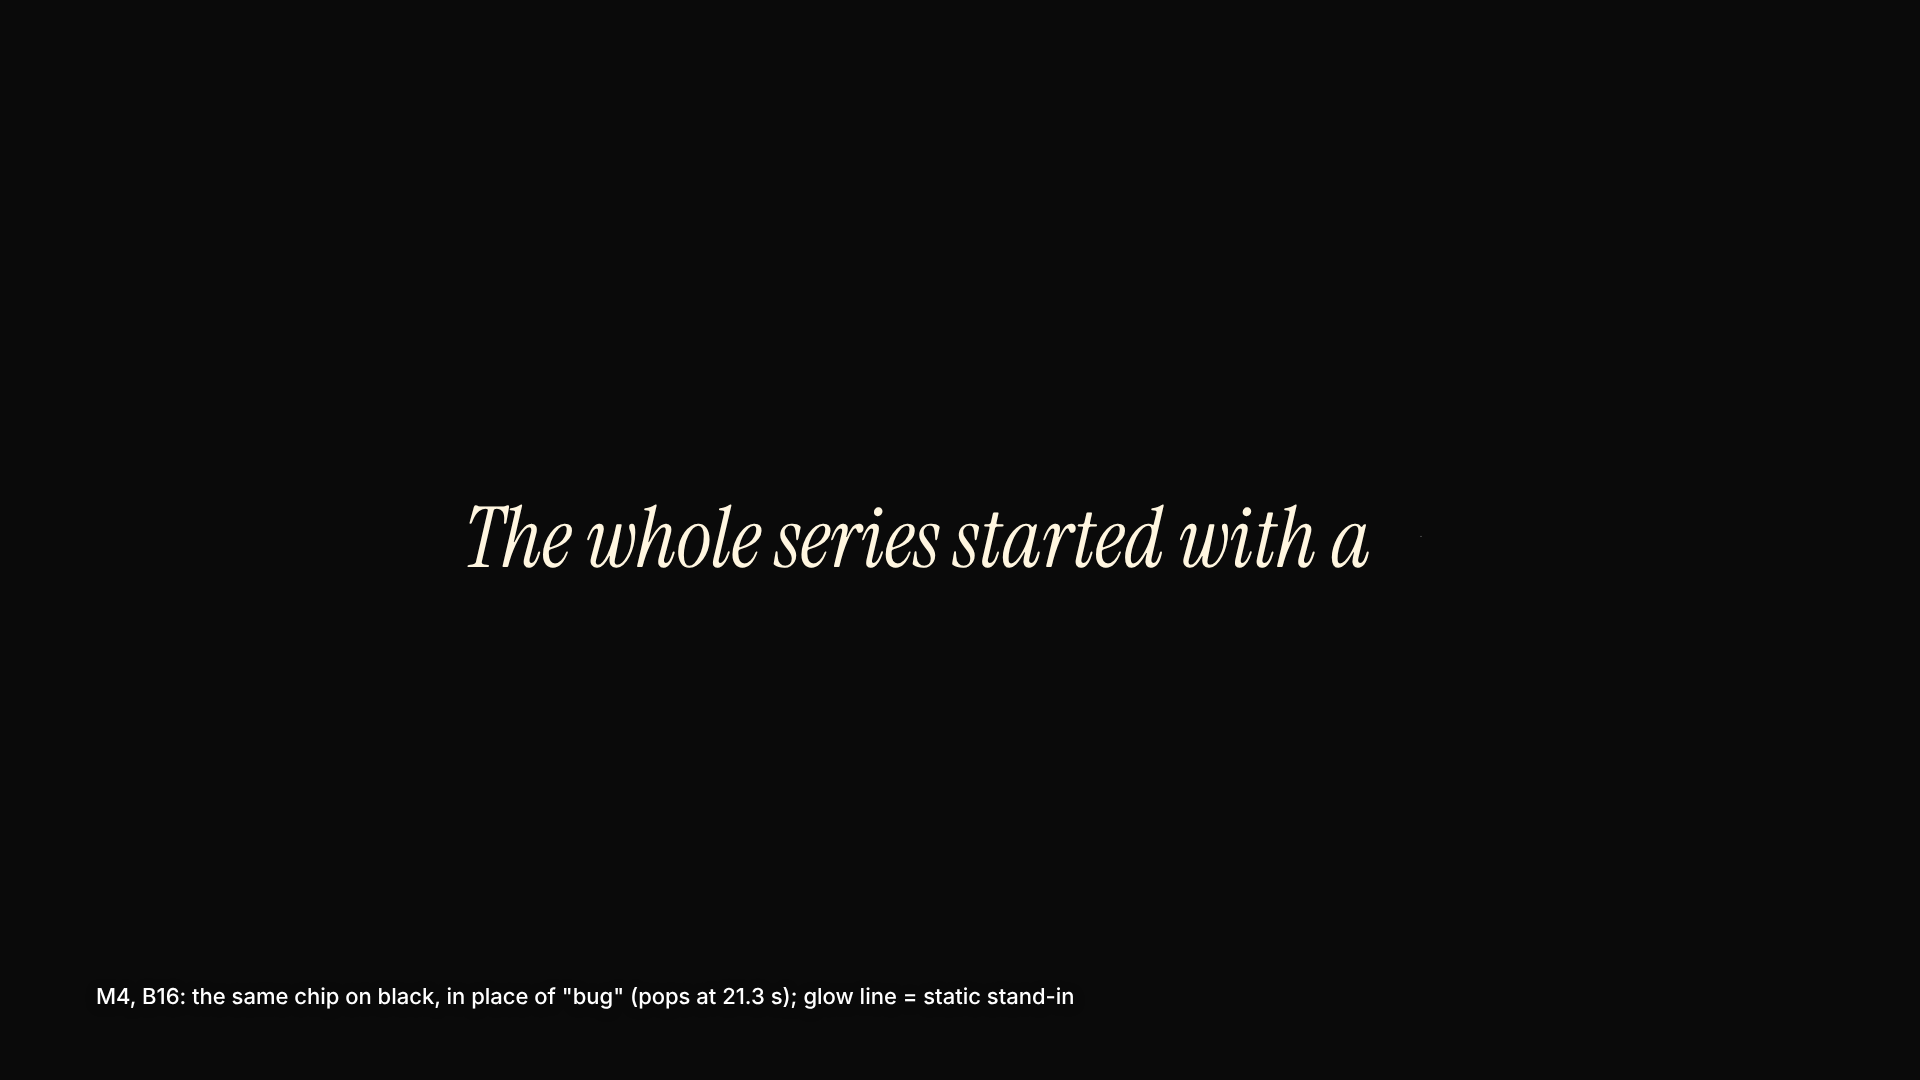 The whole series started with a
M4, B16: the same chip on black, in place of "bug" (pops at 21.3 s); glow line = static stand-in